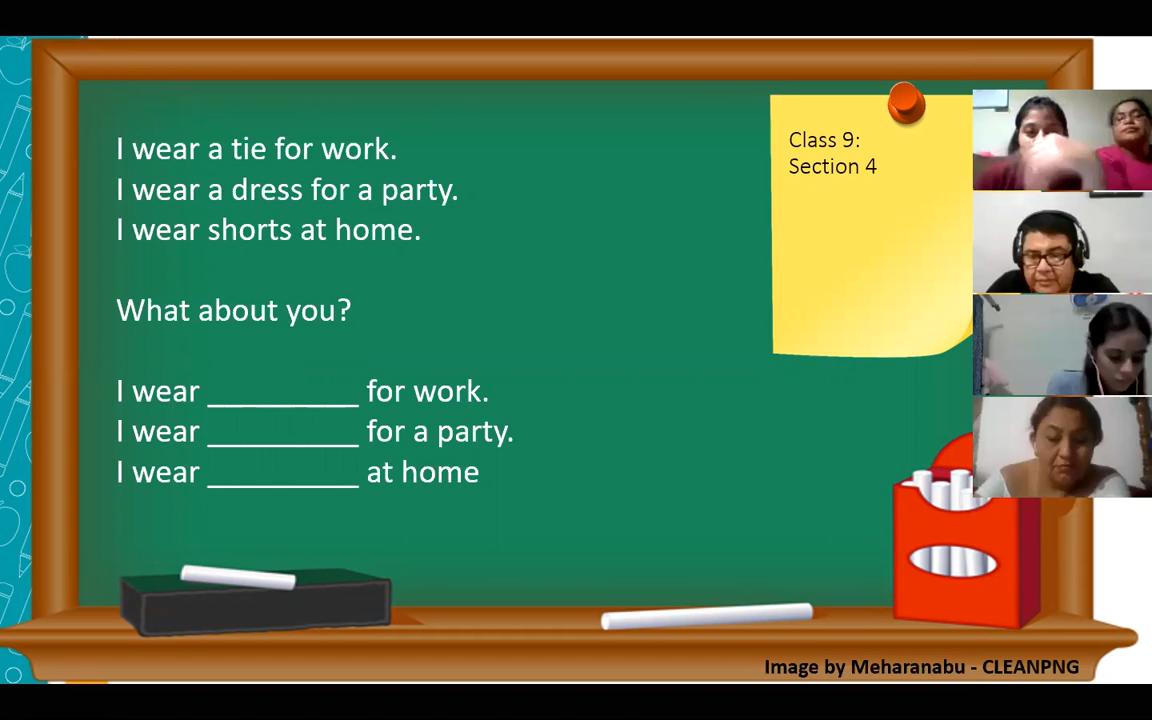 I wear a tie for work.
I wear a dress for a party.
I wear shorts at home.
What about you?
I wear __________ for work.
I wear __________ for a party.
I wear __________ at home
Class 9:
Section 4
Image by Meharanabu - CLEANPNG